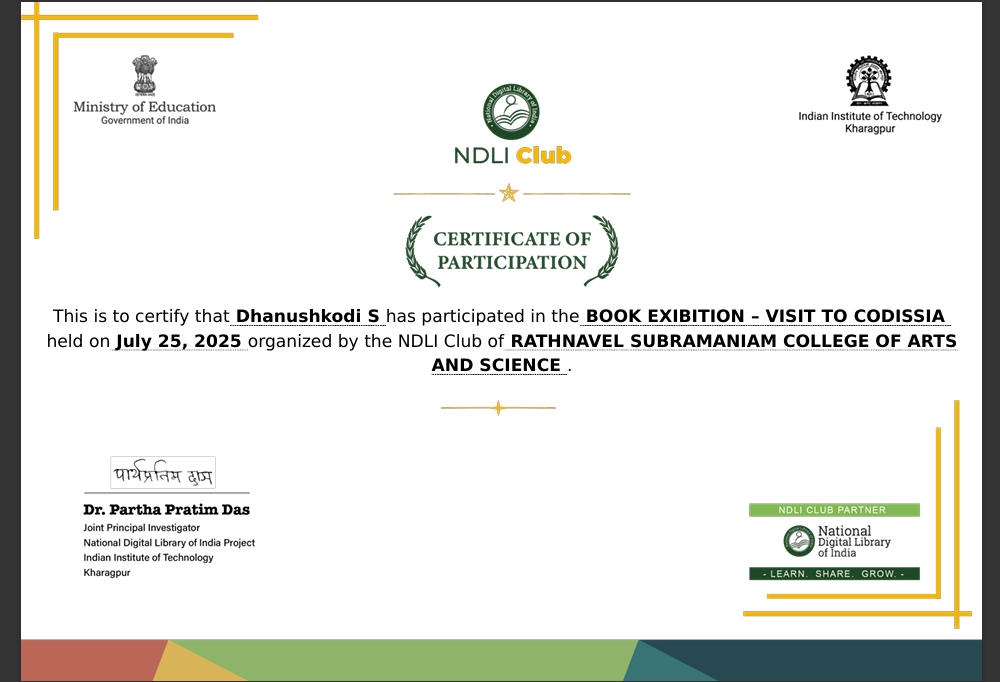 Ministry of Education
Government of India
National Digital Library of India
NDLI Club
Indian Institute of Technology
Kharagpur
CERTIFICATE OF
PARTICIPATION
This is to certify that Dhanushkodi S has participated in the BOOK EXIBITION – VISIT TO CODISSIA
held on July 25, 2025 organized by the NDLI Club of RATHNAVEL SUBRAMANIAM COLLEGE OF ARTS
AND SCIENCE .
पार्थप्रतिम दास
Dr. Partha Pratim Das
Joint Principal Investigator
National Digital Library of India Project
Indian Institute of Technology
Kharagpur
NDLI CLUB PARTNER
National
Digital Library
of India
- LEARN. SHARE. GROW. -